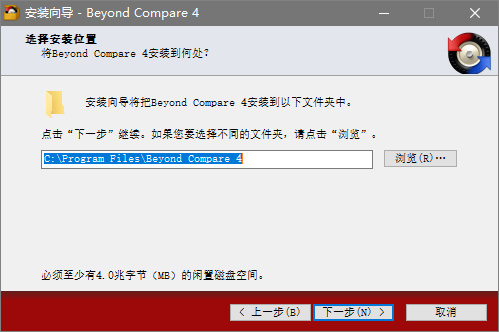 安装向导 - Beyond Compare 4
选择安装位置
将Beyond Compare 4安装到何处?
安装向导将把Beyond Compare 4安装到以下文件夹中。
点击“下一步”继续。如果您要选择不同的文件夹，请点击“浏览”。
C:\Program Files\Beyond Compare 4
浏览(R)…
必须至少有4.0兆字节（MB）的闲置磁盘空间。
< 上一步(B)
下一步(N) >
取消